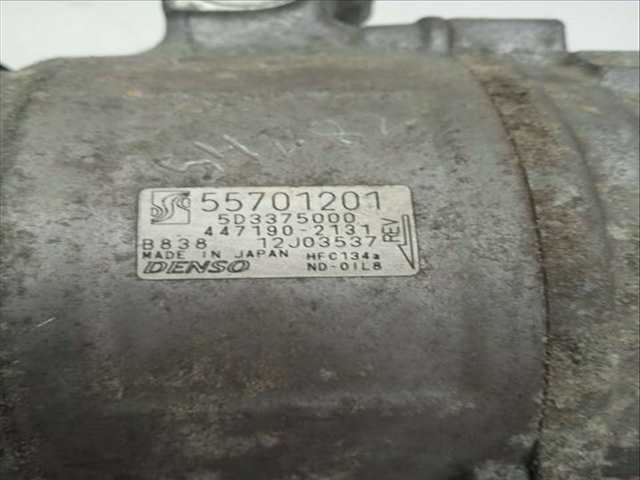 55701201
5D3375000
447190-2131
B838 12J03537
MADE IN JAPAN HFC134a
DENSO ND-OIL8
REV